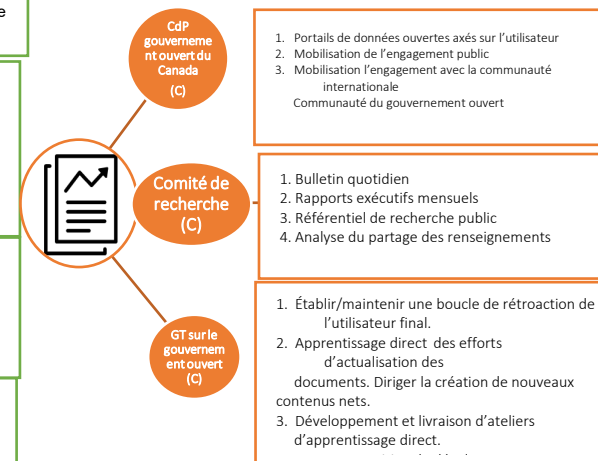 e
CdP
gouverneme
nt ouvert du
Canada
(C)
1. Portails de données ouvertes axés sur l’utilisateur
2. Mobilisation de l’engagement public
3. Mobilisation l’engagement avec la communauté
internationale
Communauté du gouvernement ouvert
Comité de
recherche
(C)
1. Bulletin quotidien
2. Rapports exécutifs mensuels
3. Référentiel de recherche public
4. Analyse du partage des renseignements
GT sur le
gouvernem
ent ouvert
(C)
1. Établir/maintenir une boucle de rétroaction de
l’utilisateur final.
2. Apprentissage direct des efforts
d’actualisation des
documents. Diriger la création de nouveaux
contenus nets.
3. Développement et livraison d’ateliers
d’apprentissage direct.